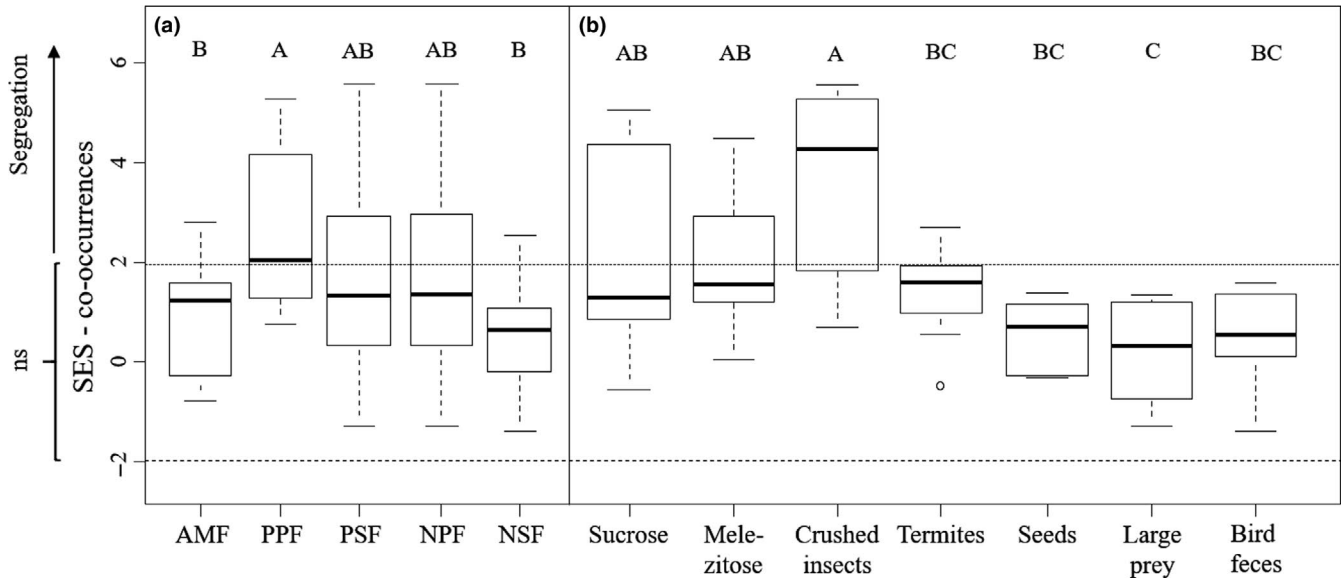 (a)
(b)
B A AB AB B
AB AB A BC BC C BC
Segregation
ns
SES - co-occurrences
6
4
2
0
−2
AMF PPF PSF NPF NSF
Sucrose Mele- Crushed Termites Seeds Large Bird
zitose insects prey feces